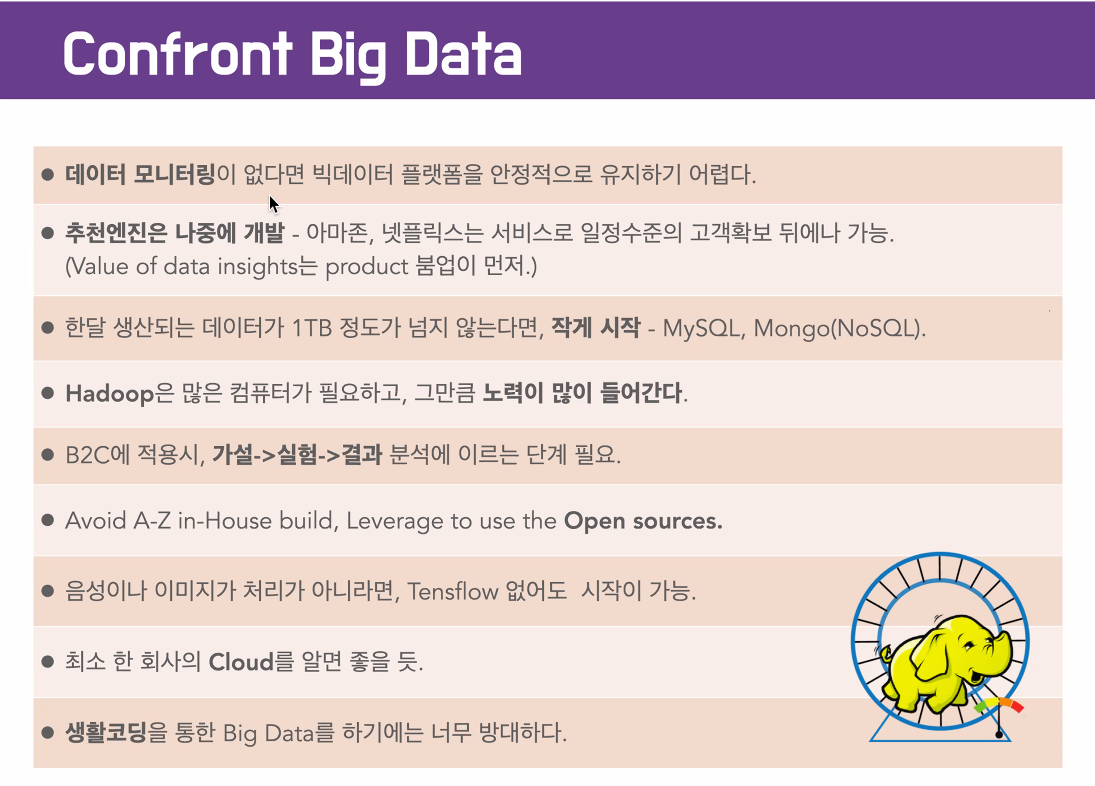 Confront Big Data
● 데이터 모니터링이 없다면 빅데이터 플랫폼을 안정적으로 유지하기 어렵다.
● 추천엔진은 나중에 개발 - 아마존, 넷플릭스는 서비스로 일정수준의 고객확보 뒤에나 가능.
(Value of data insights는 product 붐업이 먼저.)
● 한달 생산되는 데이터가 1TB 정도가 넘지 않는다면, 작게 시작 - MySQL, Mongo(NoSQL).
● Hadoop은 많은 컴퓨터가 필요하고, 그만큼 노력이 많이 들어간다.
● B2C에 적용시, 가설->실험->결과 분석에 이르는 단계 필요.
● Avoid A-Z in-House build, Leverage to use the Open sources.
● 음성이나 이미지가 처리가 아니라면, Tensflow 없어도 시작이 가능.
● 최소 한 회사의 Cloud를 알면 좋을 듯.
● 생활코딩을 통한 Big Data를 하기에는 너무 방대하다.